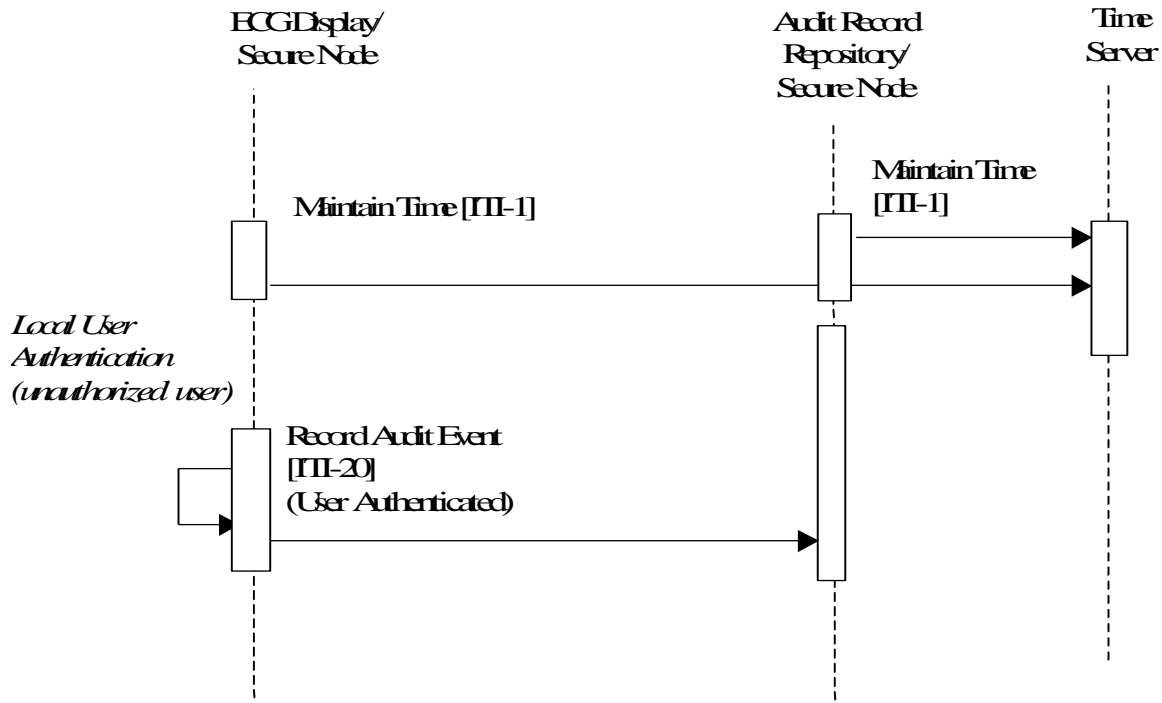 ECG Display/
Secure Node
Audit Record
Repository/
Secure Node
Time
Server
Maintain Time [ITI-1]
Maintain Time
[ITI-1]
Local User
Authentication
(unauthorized user)
Record Audit Event
[ITI-20]
(User Authenticated)